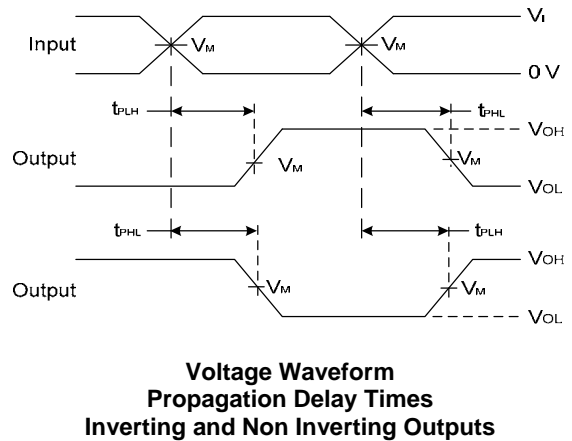 VI
Input VM VM
0 V
tPLH tPHL
VOH
Output VM VM
VOL
tPHL tPLH
VOH
Output VM VM
VOL
Voltage Waveform
Propagation Delay Times
Inverting and Non Inverting Outputs